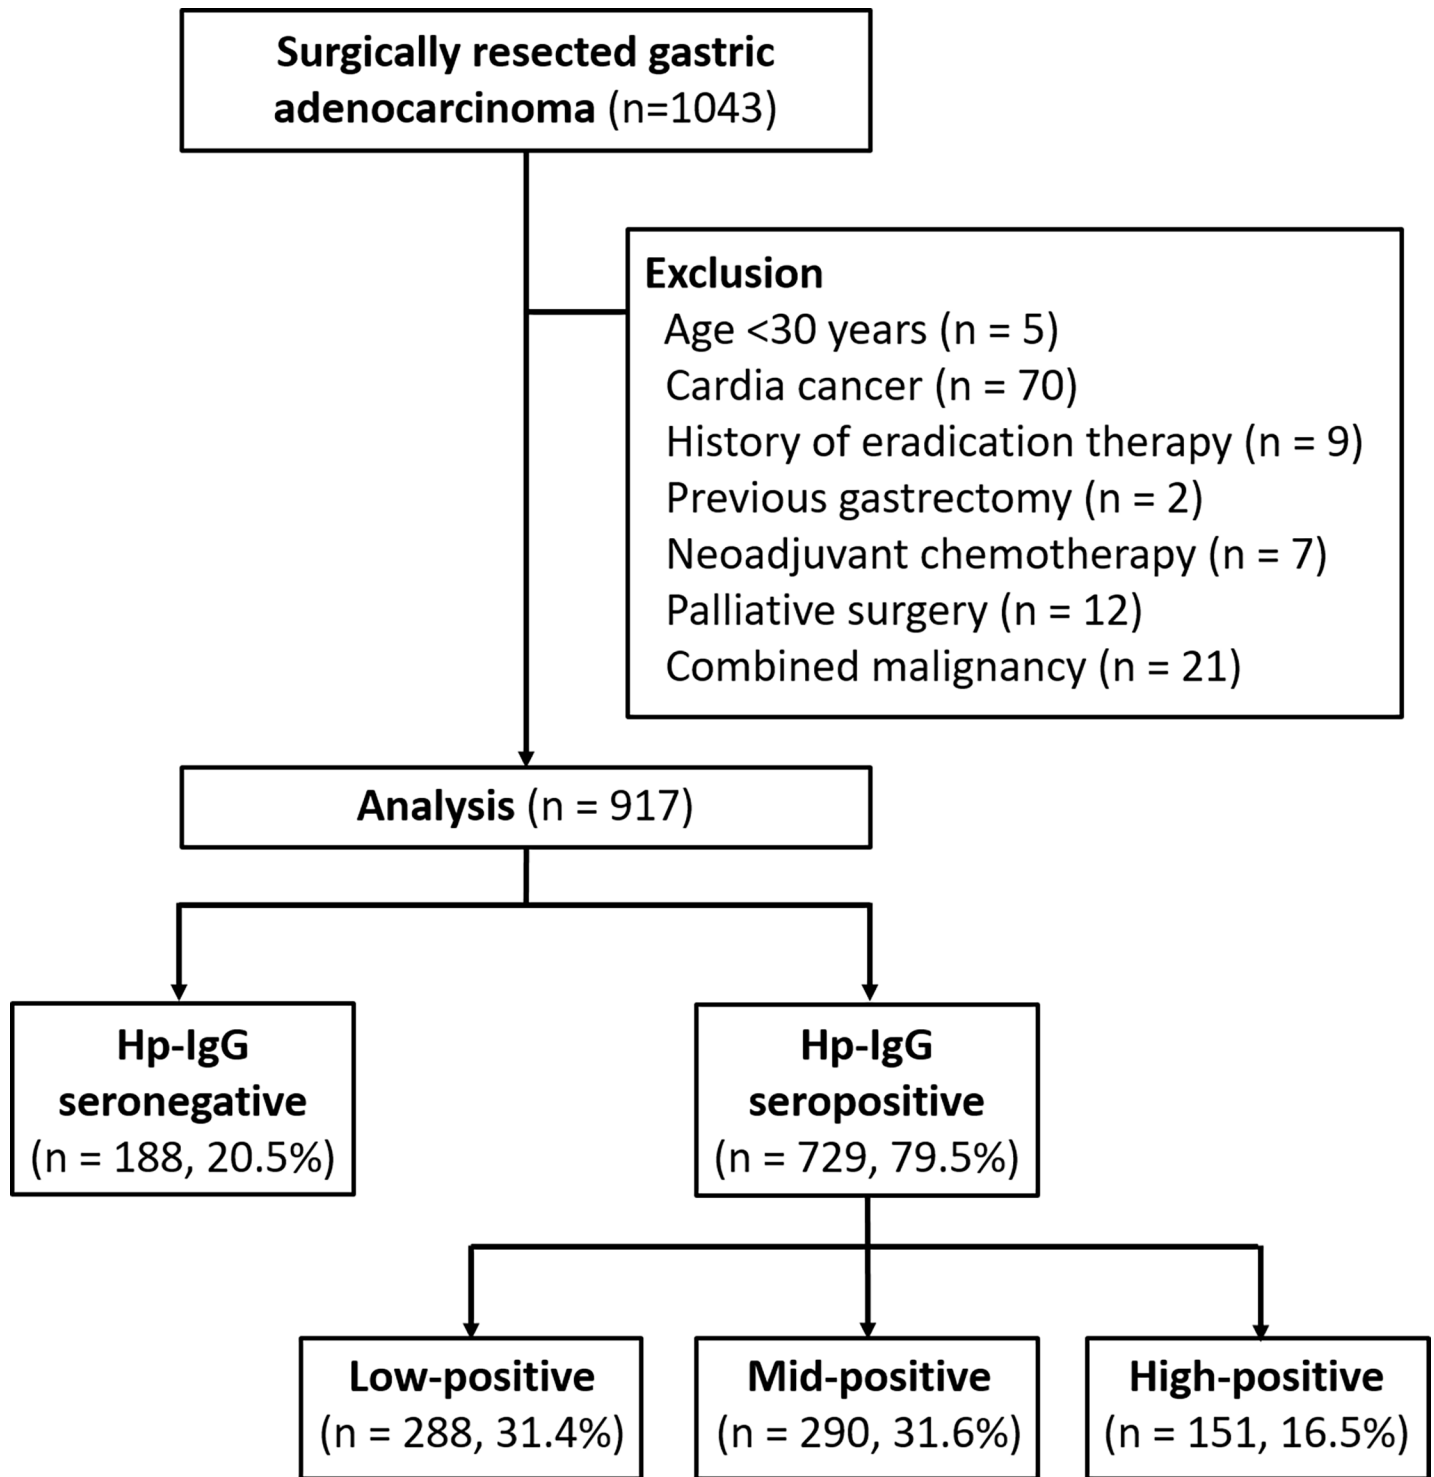 Surgically resected gastric
adenocarcinoma (n=1043)
Exclusion
Age <30 years (n = 5)
Cardia cancer (n = 70)
History of eradication therapy (n = 9)
Previous gastrectomy (n = 2)
Neoadjuvant chemotherapy (n = 7)
Palliative surgery (n = 12)
Combined malignancy (n = 21)
Analysis (n = 917)
Hp-IgG
seronegative
(n = 188, 20.5%)
Hp-IgG
seropositive
(n = 729, 79.5%)
Low-positive
(n = 288, 31.4%)
Mid-positive
(n = 290, 31.6%)
High-positive
(n = 151, 16.5%)